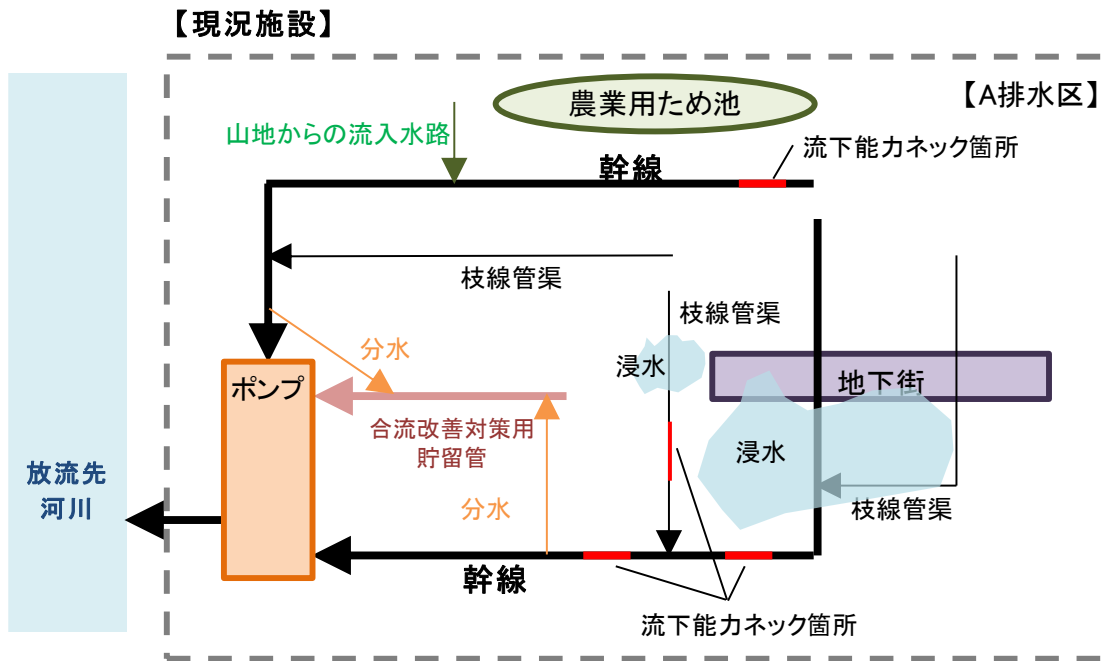 【現況施設】
【A排水区】
農業用ため池
山地からの流入水路
流下能力ネック箇所
幹線
枝線管渠
枝線管渠
分水
浸水
ポンプ
地下街
合流改善対策用
貯留管
浸水
放流先
河川
分水
枝線管渠
幹線
流下能力ネック箇所